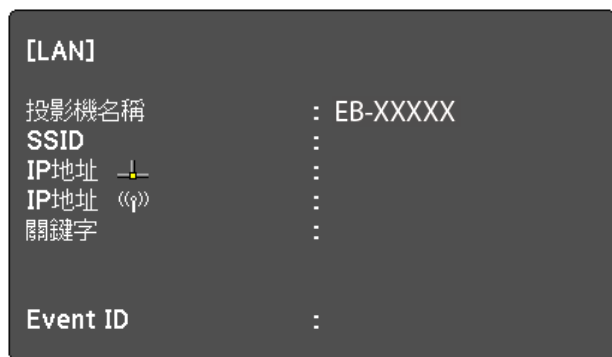 [LAN]
投影機名稱 : EB-XXXXX
SSID :
IP地址 :
IP地址 :
關鍵字 :
Event ID :